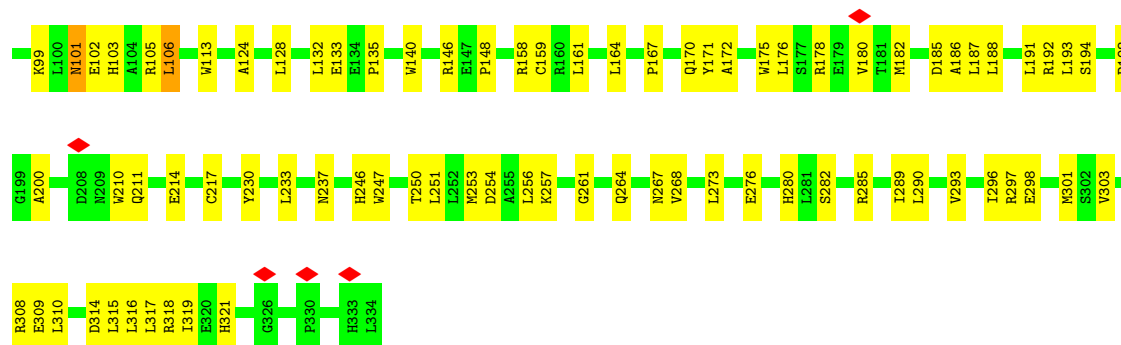 K99 L100 N101 E102 H103 A104 R105 L106 W113 A124 L128 L132 E133 E134 P135 W140 R146 E147 P148 R158 C159 R160 L161 L164 P167 Q170 Y171 A172 W175 L176 S177 R178 E179 V180 T181 M182 D185 A186 L187 L188 L191 R192 L193 S194
G199 A200 D208 N209 W210 Q211 E214 C217 Y230 L233 N237 H246 W247 T250 L251 L252 M253 D254 A255 L256 K257 G261 Q264 N267 V268 L273 E276 H280 L281 S282 R285 I289 L290 V293 I296 R297 E298 M301 S302 V303
R308 E309 L310 D314 L315 L316 L317 R318 I319 E320 H321 G326 P330 H333 L334